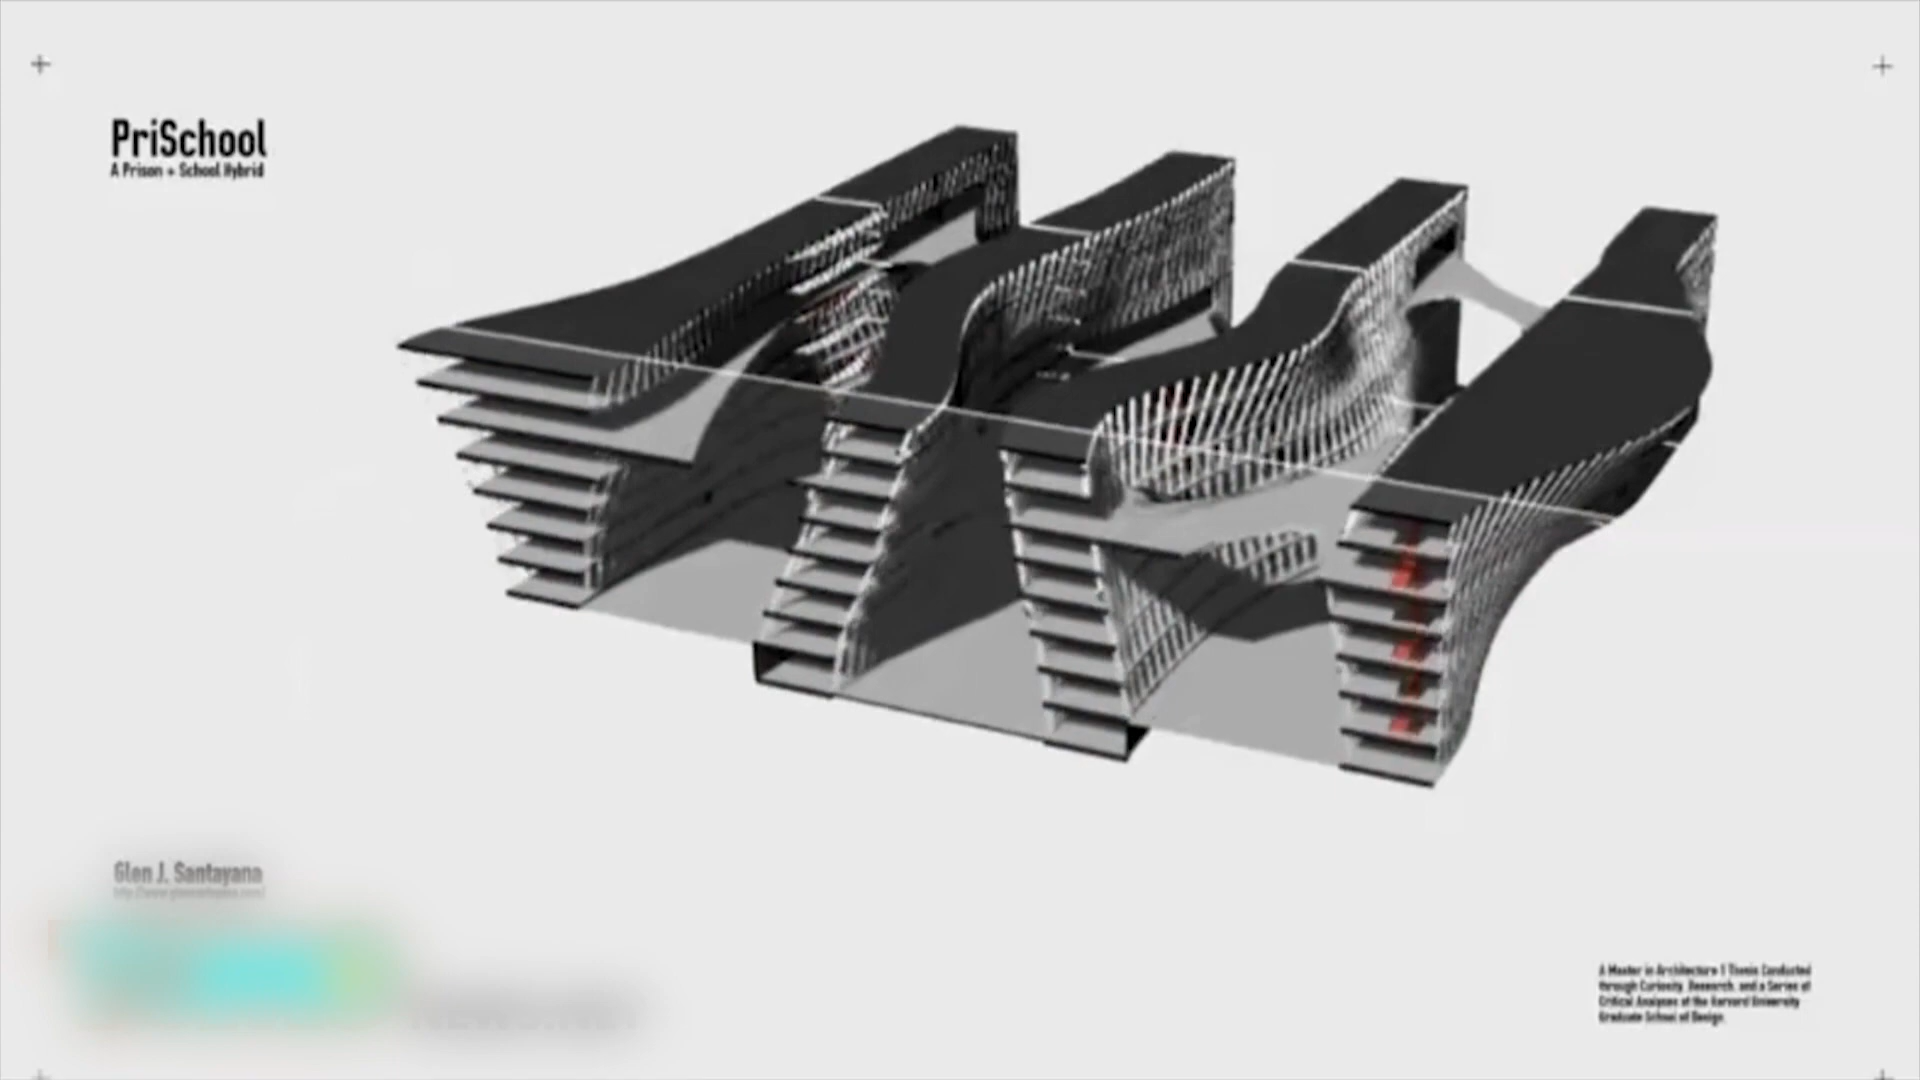 PriSchool
A Prison + School Hybrid
Glen J. Santayana
A Master in Architecture I Thesis Conducted
through Curiosity, Research, and a Series of
Critical Analyses at the Harvard University
Graduate School of Design.